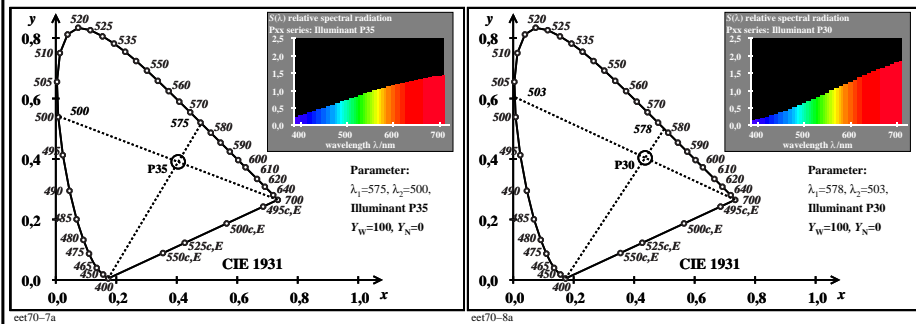 y
0,8
0,6
0,4
0,2
0,0
0,0 0,2 0,4 0,6 0,8 1,0 x
520
525
535
510
550
505
560
500
570
500
575
580
590
495
600
610
620
490
640
P35
700
495c,E
485
500c,E
480
525c,E
475
550c,E
465
450
400
CIE 1931
S(λ) relative spectral radiation
Pxx series: Illuminant P35
2,5
2,0
1,5
1,0
0,5
0,0
400 500 600 700
wavelength λ /nm
Parameter:
λ1=575, λ2=500,
Illuminant P35
YW=100, YN=0
eet70−7a
y
0,8
0,6
0,4
0,2
0,0
0,0 0,2 0,4 0,6 0,8 1,0 x
520
525
535
510
550
505
560
503
570
500
578
580
590
495
600
610
620
490
640
P30
700
495c,E
485
500c,E
480
525c,E
475
550c,E
465
450
400
CIE 1931
S(λ) relative spectral radiation
Pxx series: Illuminant P30
2,5
2,0
1,5
1,0
0,5
0,0
400 500 600 700
wavelength λ /nm
Parameter:
λ1=578, λ2=503,
Illuminant P30
YW=100, YN=0
eet70−8a